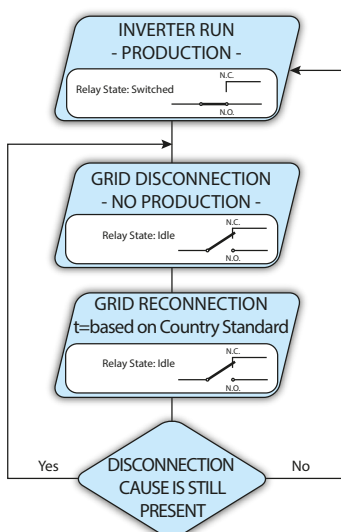 INVERTER RUN
- PRODUCTION -
N.C.
Relay State: Switched
N.O.
GRID DISCONNECTION
- NO PRODUCTION -
N.C.
Relay State: Idle
N.O.
GRID RECONNECTION
t=based on Country Standard
N.C.
Relay State: Idle
N.O.
Yes
No
DISCONNECTION
CAUSE IS STILL
PRESENT